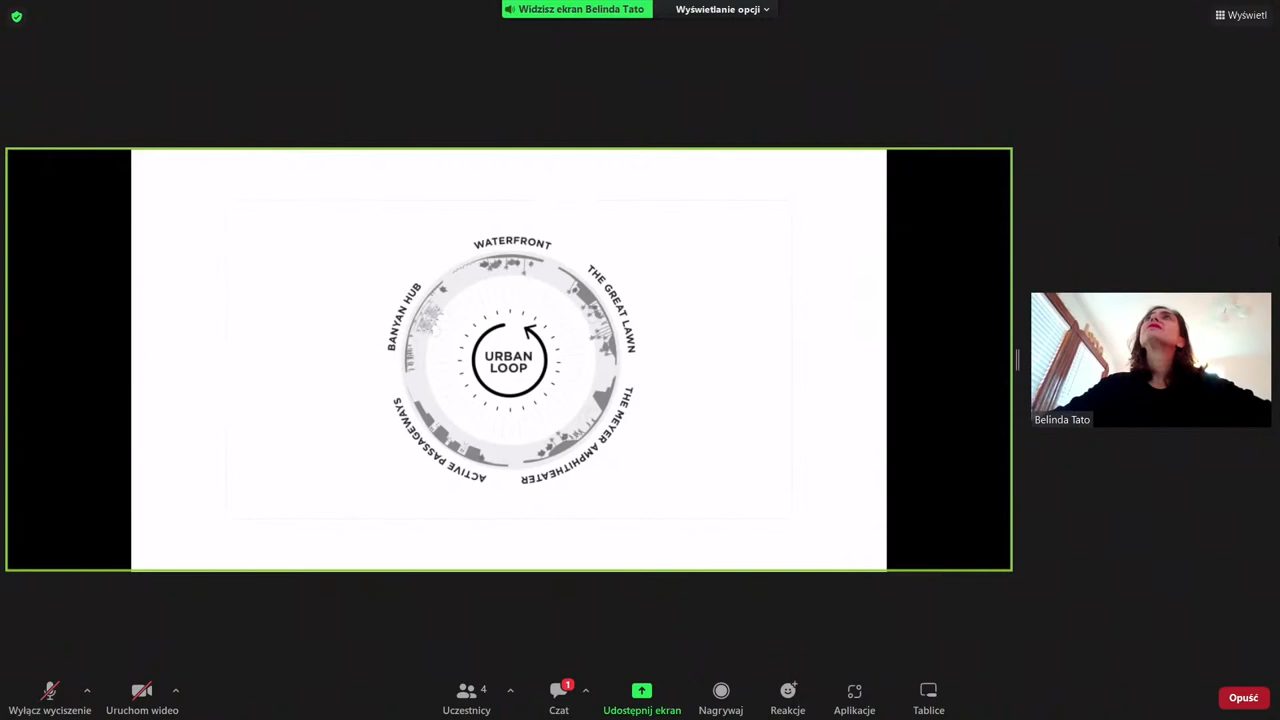 Widzisz ekran Belinda Tato
Wyświetlanie opcji
Wyświetl
WATERFRONT
THE GREAT LAWN
BANYAN HUB
URBAN
LOOP
THE MEYER AMPHITHEATER
ACTIVE PASSAGEWAYS
Belinda Tato
4
1
Wyłącz wyciszenie
Uruchom wideo
Uczestnicy
Czat
Udostępnij ekran
Nagrywaj
Reakcje
Aplikacje
Tablice
Opuść